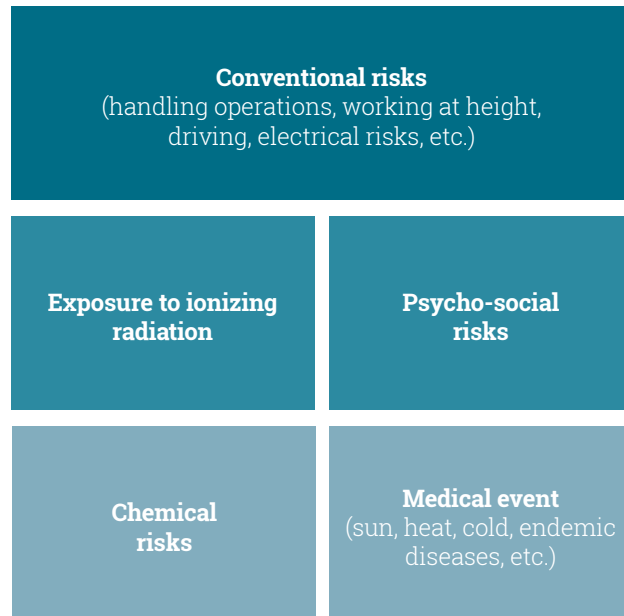 Conventional risks
(handling operations, working at height,
driving, electrical risks, etc.)
Exposure to ionizing
radiation
Psycho-social
risks
Chemical
risks
Medical event
(sun, heat, cold, endemic
diseases, etc.)